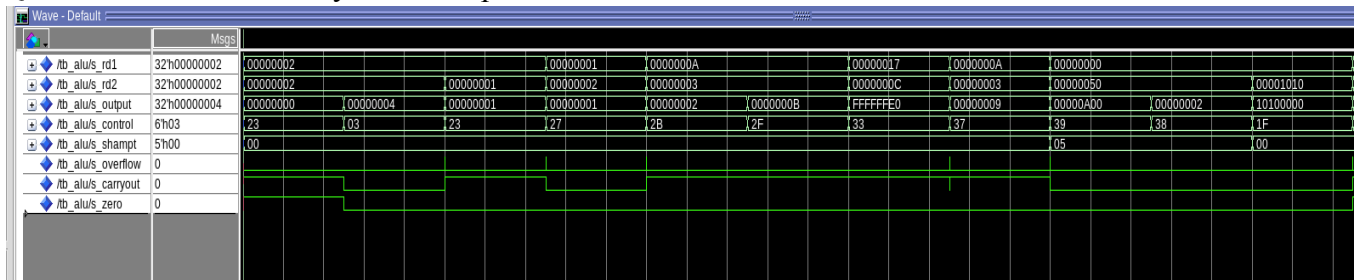 Wave - Default
Msgs
/tb_alu/s_rd1 32'h00000002 00000002 00000001 0000000A 00000017 0000000A 00000000
/tb_alu/s_rd2 32'h00000002 00000002 00000001 00000002 00000003 0000000C 00000003 00000050 00001010
/tb_alu/s_output 32'h00000004 00000000 00000004 00000001 00000001 00000002 0000000B FFFFFFE0 00000009 00000A00 00000002 10100000
/tb_alu/s_control 6'h03 23 03 23 27 2B 2F 33 37 39 38 1F
/tb_alu/s_shampt 5'h00 00 05 00
/tb_alu/s_overflow 0
/tb_alu/s_carryout 0
/tb_alu/s_zero 0